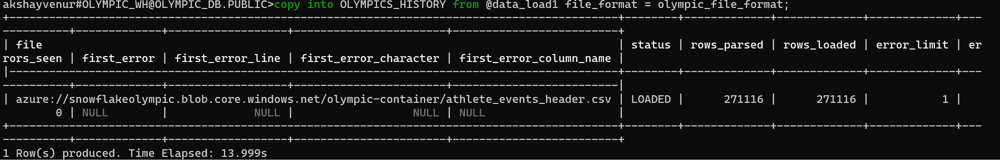 akshayvenur#OLYMPIC_WH@OLYMPIC_DB.PUBLIC>copy into OLYMPICS_HISTORY from @data_load1 file_format = olympic_file_format;
+--------------------------------------------------------------------------------------------+--------+-------------+-------------+-------------+---
----------+-------------+------------------+-----------------------+-------------------------+
| file                                                                                       | status | rows_parsed | rows_loaded | error_limit | er
rors_seen | first_error | first_error_line | first_error_character | first_error_column_name |
|--------------------------------------------------------------------------------------------+--------+-------------+-------------+-------------+---
----------+-------------+------------------+-----------------------+-------------------------|
| azure://snowflakeolympic.blob.core.windows.net/olympic-container/athlete_events_header.csv | LOADED |      271116 |      271116 |           1 |
        0 | NULL        |             NULL |                  NULL | NULL                    |
+--------------------------------------------------------------------------------------------+--------+-------------+-------------+-------------+---
----------+-------------+------------------+-----------------------+-------------------------+
1 Row(s) produced. Time Elapsed: 13.999s